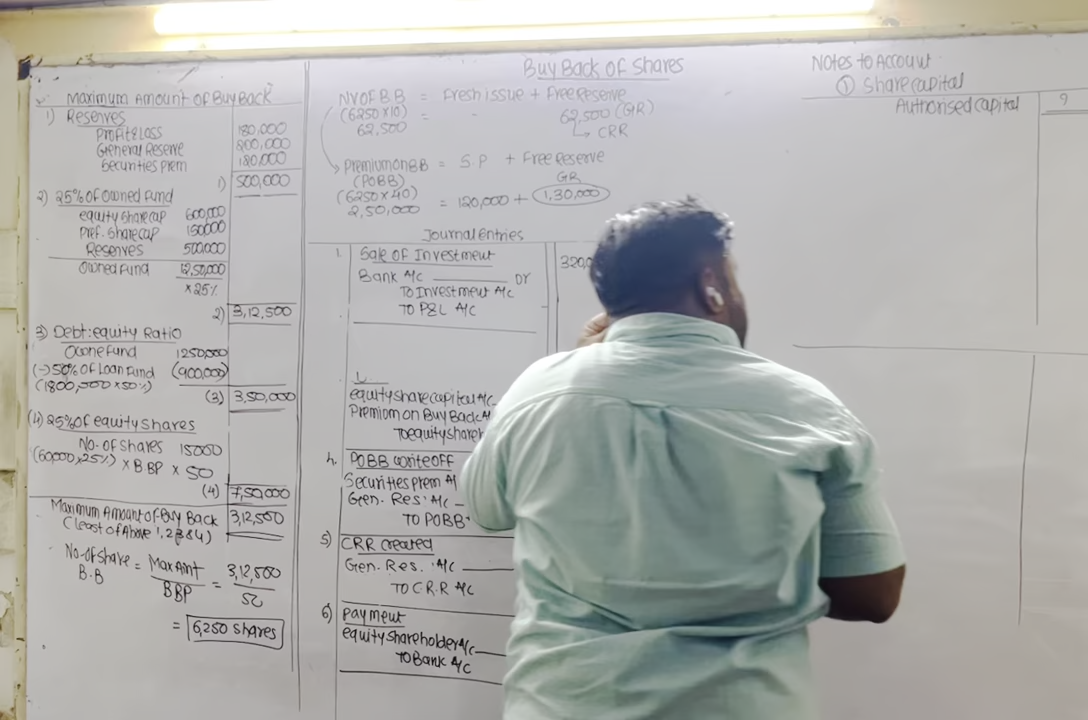 Maximum Amount of Buy Back
1) Reserves
Profit & Loss 180,000
General Reserve 200,000
Securities Prem 120,000
1) 500,000
2) 25% of Owned Fund
equity share cap 600,000
Pref. share cap 150,000
Reserves 500,000
Owned Fund 12,50,000
× 25%
2) 3,12,500
3) Debt:equity Ratio
Owne Fund 1250,000
(-) 50% of Loan Fund (900,000)
(1800,000 × 50%)
(3) 3,50,000
(4) 25% of equity shares
No. of shares 15000
(60,000 × 25%) × B BP × 50
(4) 7,50,000
Maximum Amount of Buy Back 3,12,500
(Least of Above 1, 2, 3 & 4)
No. of share B.B = Max Amt / BBP = 3,12,500 / 50
= 6,250 shares
Buy Back of Shares
NV of B B = Fresh issue + Free Reserve
(6250 × 10) = - 62,500 (GR)
62,500 → CRR
Premium on BB = S.P + Free Reserve
(POBB) GR
(6250 × 40) = 120,000 + 1,30,000
2,50,000
Journal entries
1. Sale of Investment
Bank A/c Dr
To Investment A/c
To P&L A/c
equity share capital A/c
Premiom on Buy Back A/
To equity shareh
4. POBB write off
Securities Prem A/
Gen. Res. A/c
To POBB
5) CRR created
Gen. Res. A/c
To C.R.R A/c
6) Payment
equity shareholder A/c
To Bank A/c
Notes to Account
① Share capital
Authorised capital